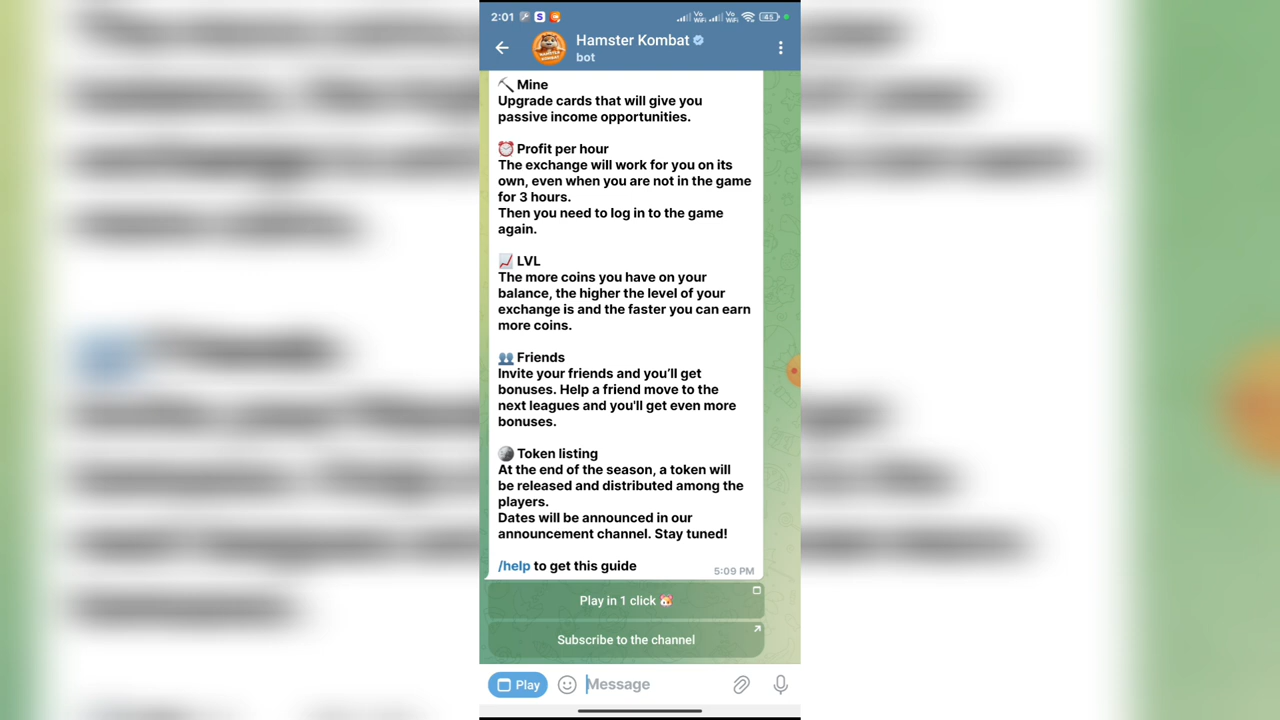 2:01
Vo
WiFi
Vo
WiFi
45
Hamster Kombat
bot
Mine
Upgrade cards that will give you
passive income opportunities.
Profit per hour
The exchange will work for you on its
own, even when you are not in the game
for 3 hours.
Then you need to log in to the game
again.
LVL
The more coins you have on your
balance, the higher the level of your
exchange is and the faster you can earn
more coins.
Friends
Invite your friends and you’ll get
bonuses. Help a friend move to the
next leagues and you'll get even more
bonuses.
Token listing
At the end of the season, a token will
be released and distributed among the
players.
Dates will be announced in our
announcement channel. Stay tuned!
/help to get this guide
5:09 PM
Play in 1 click
Subscribe to the channel
Play
Message